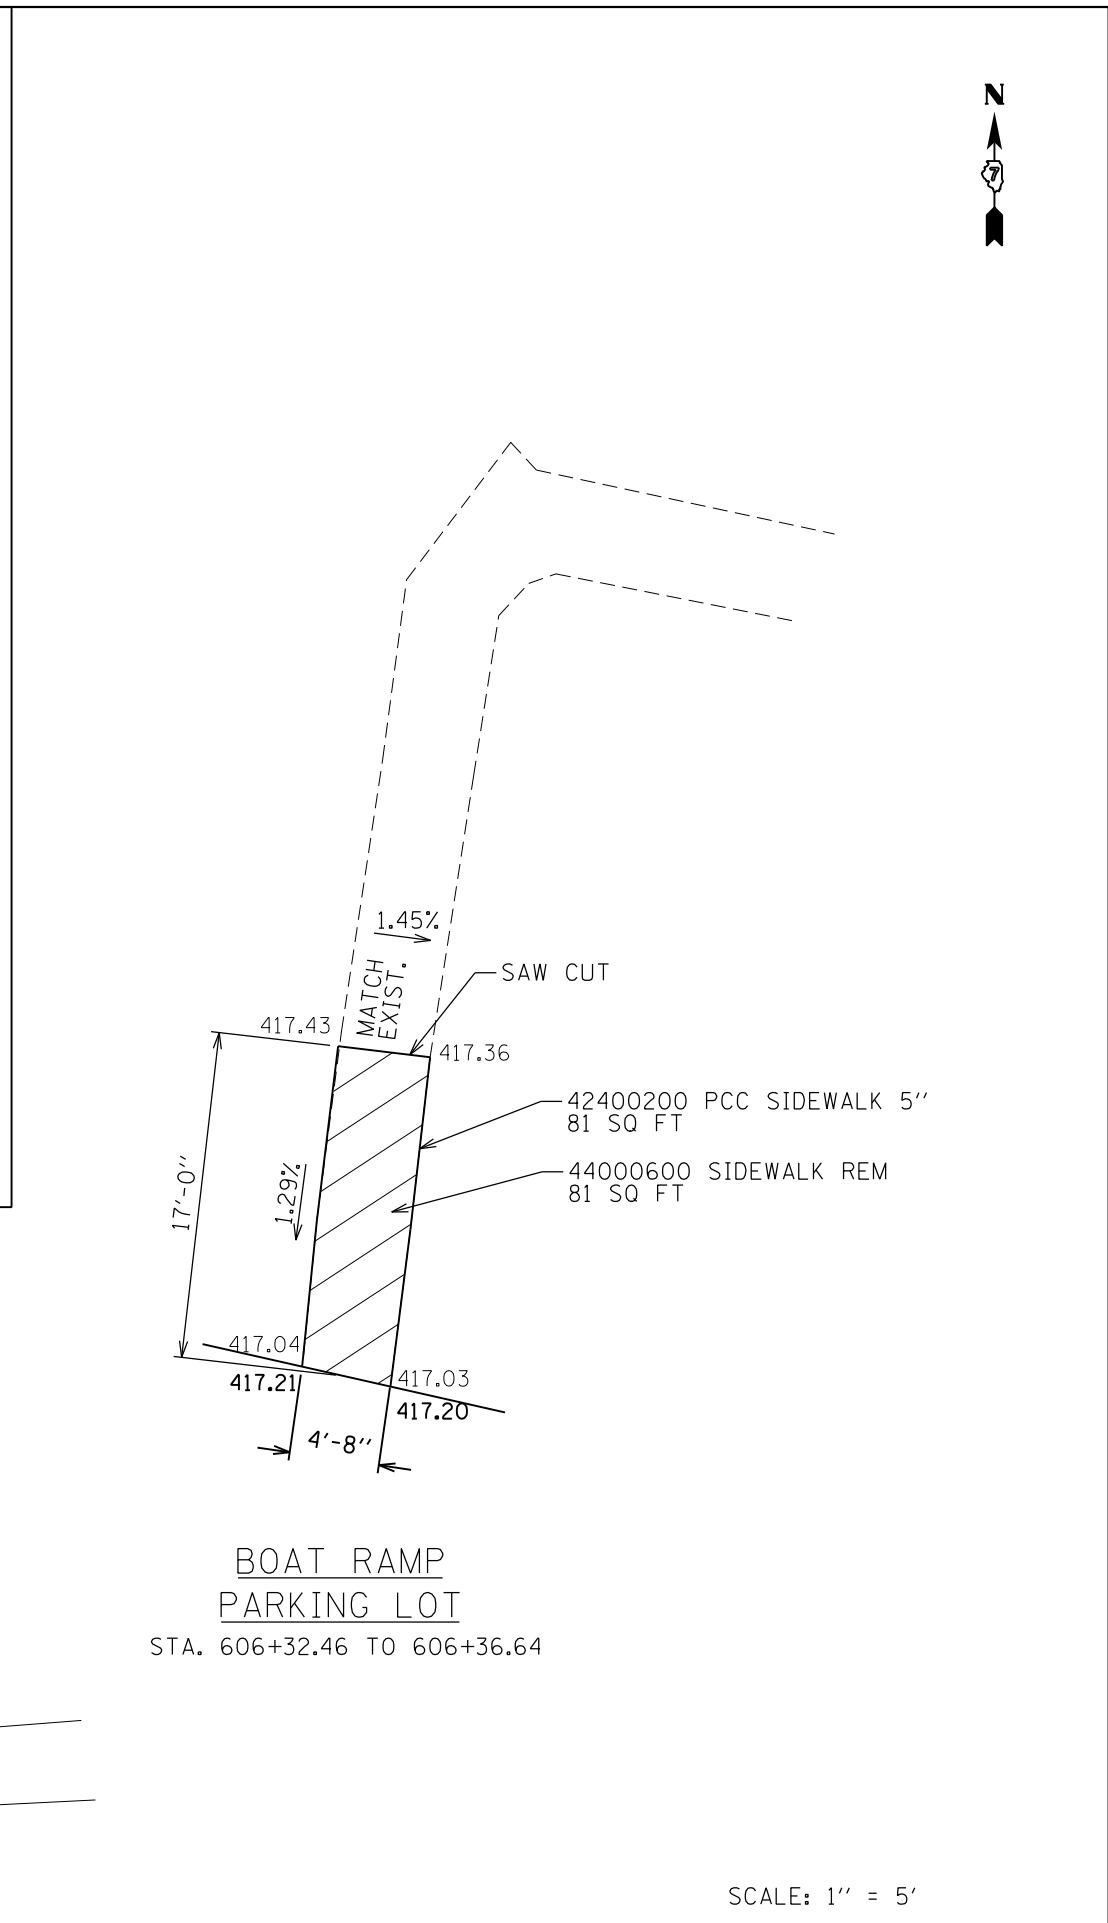 N
7
1.45%
MATCH
EXIST.
SAW CUT
417.43
417.36
42400200 PCC SIDEWALK 5''
81 SQ FT
44000600 SIDEWALK REM
81 SQ FT
17'-0''
1.29%
417.04
417.21
417.03
417.20
4'-8''
BOAT RAMP
PARKING LOT
STA. 606+32.46 TO 606+36.64
SCALE: 1'' = 5'